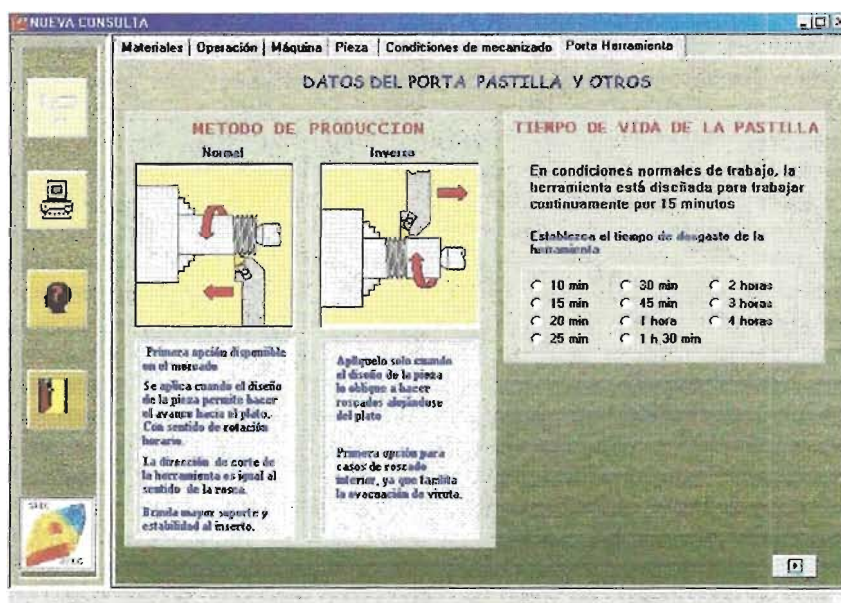 NUEVA CONSULTA
Materiales | Operación | Máquina | Pieza | Condiciones de mecanizado | Porta Herramienta
DATOS DEL PORTA PASTILLA Y OTROS
METODO DE PRODUCCION
Normal
Inversa
Primera opción disponible
en el mercado
Se aplica cuando el diseño
de la pieza permite hacer
el avance hacia el plato.
Con sentido de rotación
horario.
La dirección de corte de
la herramienta es igual al
sentido de la rosca.
Brinda mayor soporte y
estabilidad al inserto.
Apliquelo solo cuando
el diseño de la pieza
lo oblique a hacer
roscados alejándose
del plato
Primera opción para
casos de roscado
interior, ya que facilita
la evacuación de viruta.
TIEMPO DE VIDA DE LA PASTILLA
En condiciones normales de trabajo, la
herramienta está diseñada para trabajar
continuamente por 15 minutos
Establezca el tiempo de desgaste de la
herramienta
10 min 30 min 2 horas
15 min 45 min 3 horas
20 min 1 hora 4 horas
25 min 1 h 30 min